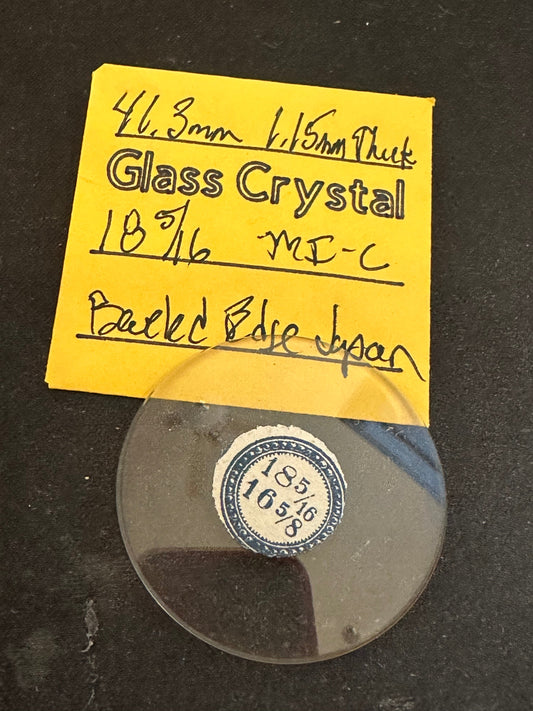 41.3mm 1.15mm Thick
Glass Crystal
18 5/16 MI-C
Beveled Edge Japan
18 5/16
16 5/8